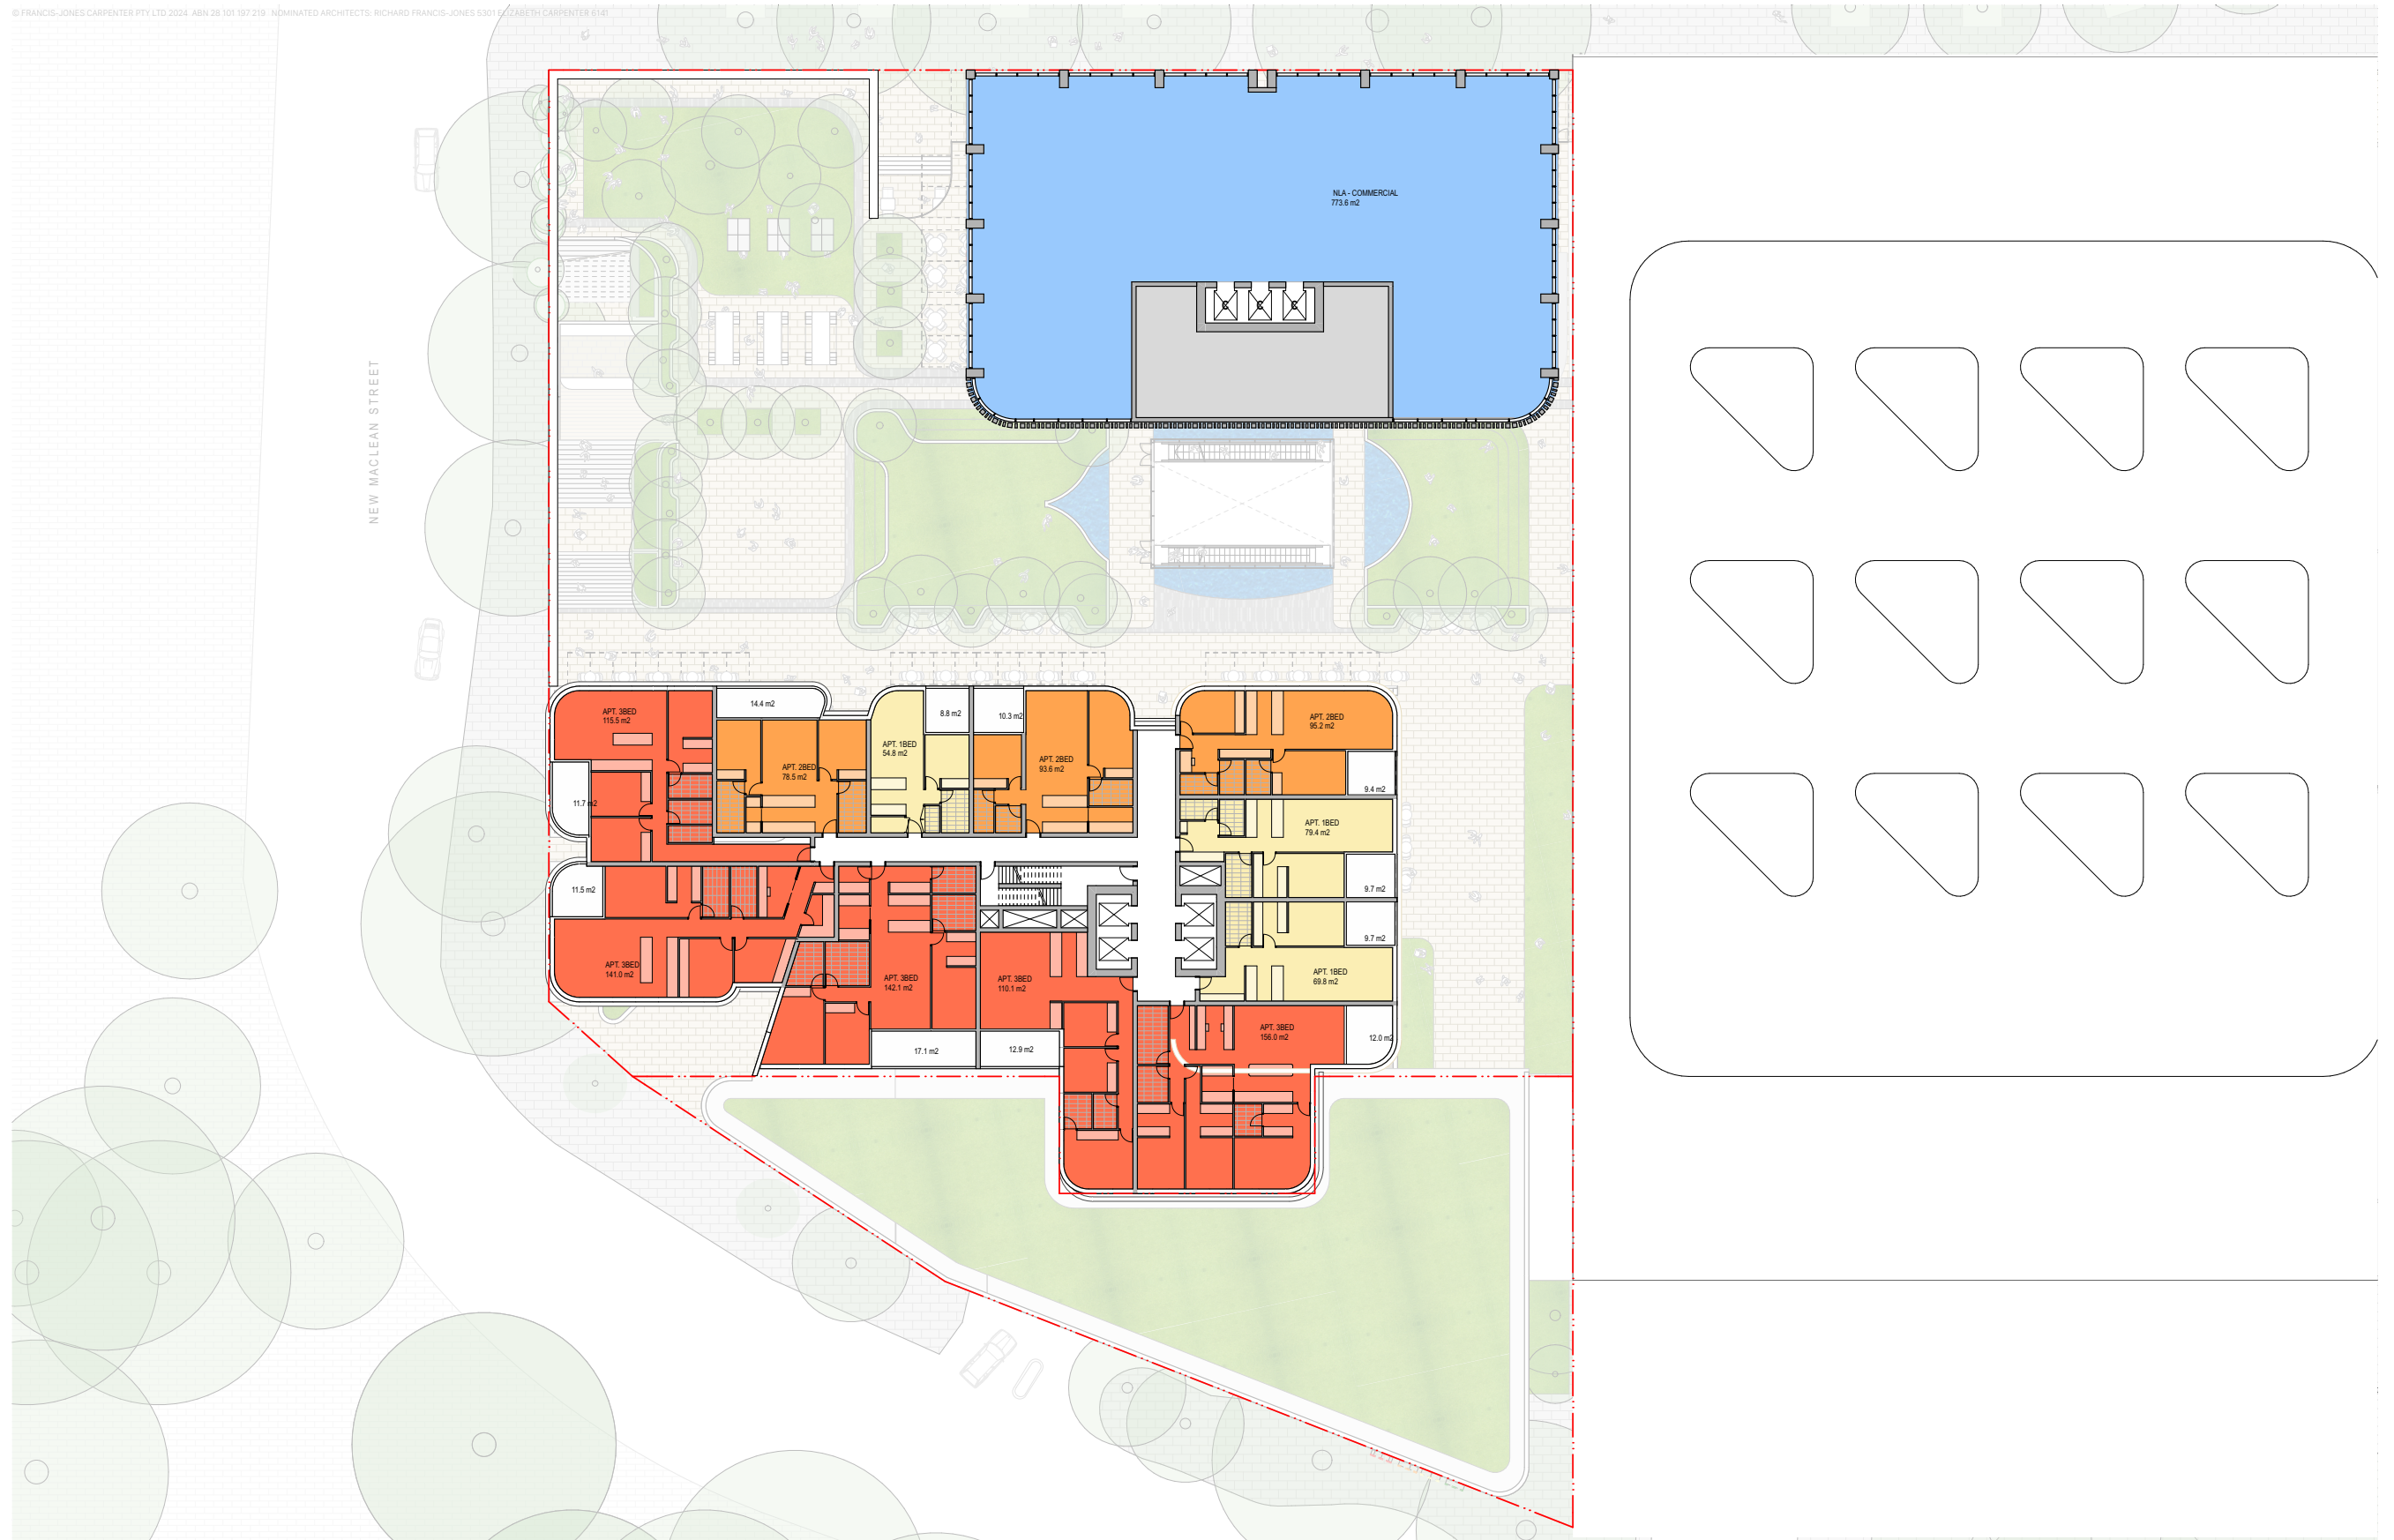 © FRANCIS-JONES CARPENTER PTY LTD 2024 ABN 28 101 197 219 NOMINATED ARCHITECTS: RICHARD FRANCIS-JONES 5301 ELIZABETH CARPENTER 6141
NLA - COMMERCIAL
773.6 m2
C
C
C
NEW MACLEAN STREET
APT. 3BED
115.5 m2
14.4 m2
8.8 m2
10.3 m2
APT. 2BED
95.2 m2
APT. 1BED
54.8 m2
APT. 2BED
78.5 m2
APT. 2BED
93.6 m2
9.4 m2
11.7 m2
APT. 1BED
79.4 m2
11.5 m2
9.7 m2
9.7 m2
APT. 3BED
141.0 m2
APT. 3BED
142.1 m2
APT. 3BED
110.1 m2
APT. 1BED
69.8 m2
APT. 3BED
156.0 m2
12.0 m2
17.1 m2
12.9 m2